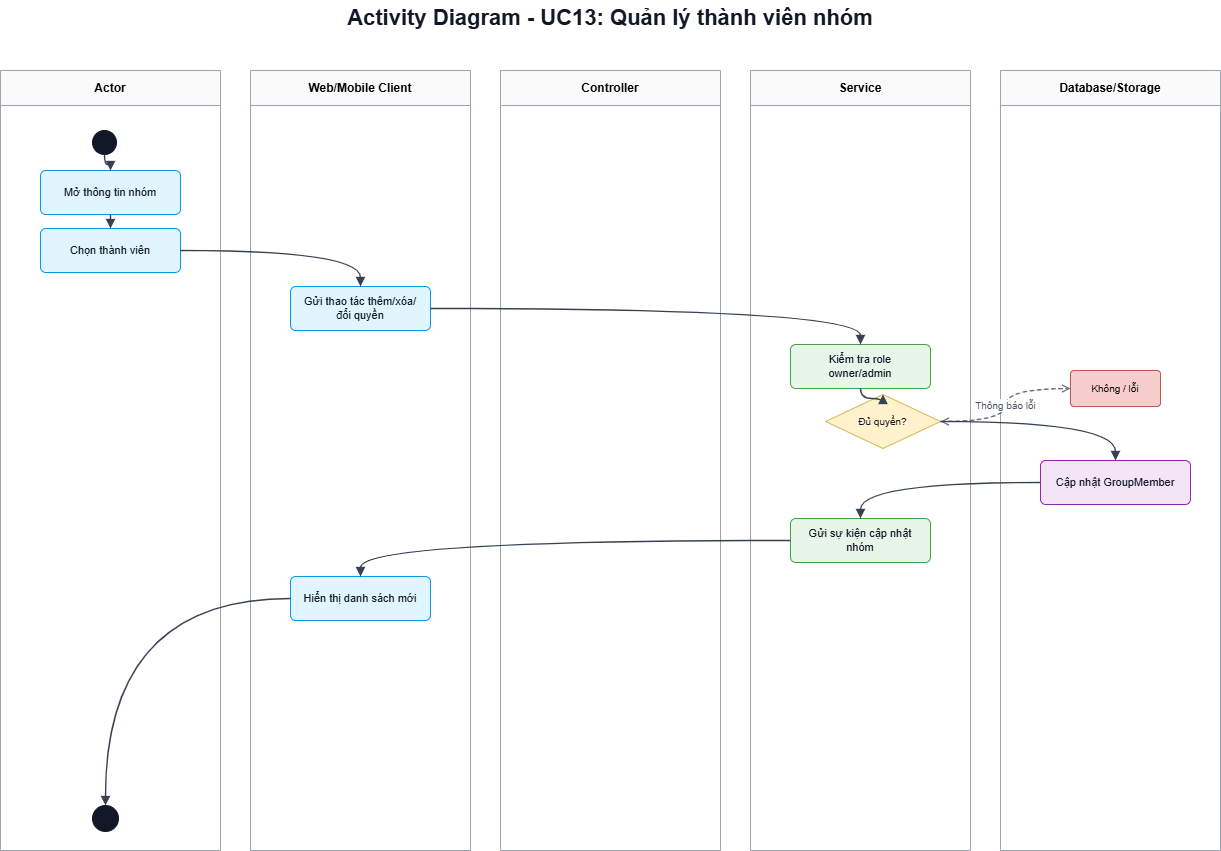 Activity Diagram - UC13: Quản lý thành viên nhóm
Actor
Web/Mobile Client
Controller
Service
Database/Storage
Mở thông tin nhóm
Chọn thành viên
Gửi thao tác thêm/xóa/
đổi quyền
Kiểm tra role
owner/admin
Không / lỗi
Thông báo lỗi
Đủ quyền?
Cập nhật GroupMember
Gửi sự kiện cập nhật
nhóm
Hiển thị danh sách mới